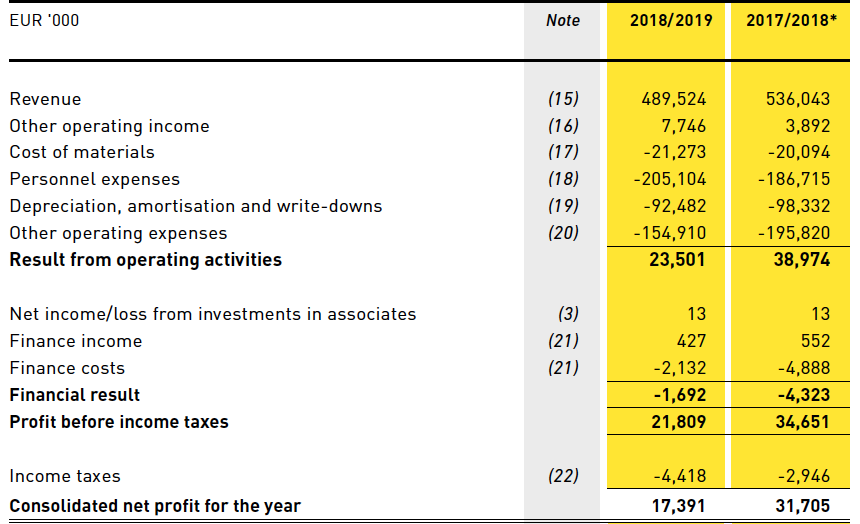 EUR '000 Note 2018/2019 2017/2018*
Revenue (15) 489,524 536,043
Other operating income (16) 7,746 3,892
Cost of materials (17) -21,273 -20,094
Personnel expenses (18) -205,104 -186,715
Depreciation, amortisation and write-downs (19) -92,482 -98,332
Other operating expenses (20) -154,910 -195,820
Result from operating activities 23,501 38,974
Net income/loss from investments in associates (3) 13 13
Finance income (21) 427 552
Finance costs (21) -2,132 -4,888
Financial result -1,692 -4,323
Profit before income taxes 21,809 34,651
Income taxes (22) -4,418 -2,946
Consolidated net profit for the year 17,391 31,705